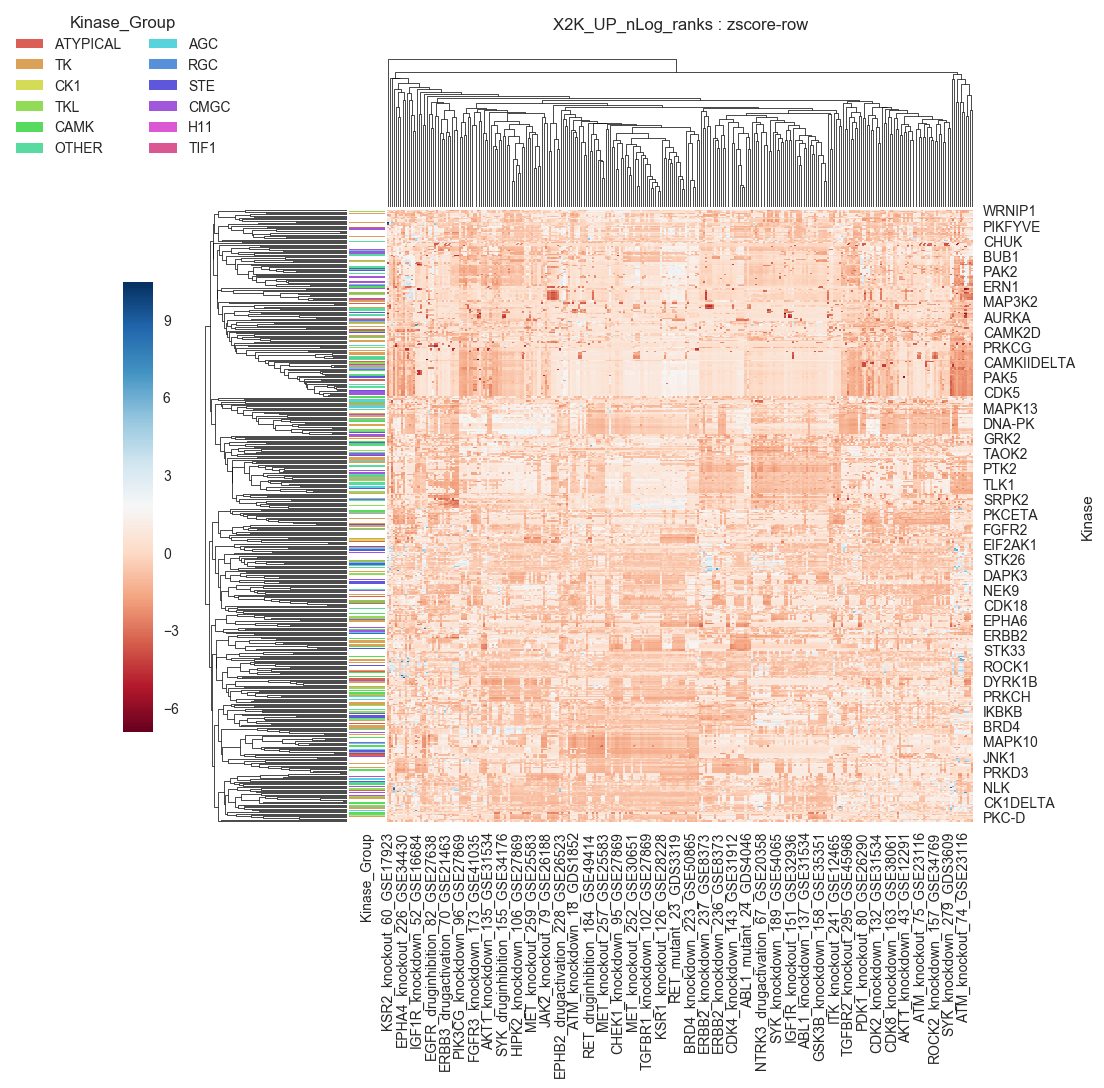 Kinase_Group
ATYPICAL
TK
CK1
TKL
CAMK
OTHER
AGC
RGC
STE
CMGC
H11
TIF1
X2K_UP_nLog_ranks : zscore-row
9
6
3
0
−3
−6
WRNIP1
PIKFYVE
CHUK
BUB1
PAK2
ERN1
MAP3K2
AURKA
CAMK2D
PRKCG
CAMKIIDELTA
PAK5
CDK5
MAPK13
DNA-PK
GRK2
TAOK2
PTK2
TLK1
SRPK2
PKCETA
FGFR2
EIF2AK1
STK26
DAPK3
NEK9
CDK18
EPHA6
ERBB2
STK33
ROCK1
DYRK1B
PRKCH
IKBKB
BRD4
MAPK10
JNK1
PRKD3
NLK
CK1DELTA
PKC-D
Kinase
Kinase_Group
KSR2_knockout_60_GSE17923
EPHA4_knockout_226_GSE34430
IGF1R_knockdown_52_GSE16684
EGFR_druginhibition_82_GSE27638
ERBB3_drugactivation_70_GSE21463
PIK3CG_knockdown_96_GSE27869
FGFR3_knockdown_173_GSE41035
AKT1_knockdown_135_GSE31534
SYK_druginhibition_155_GSE34176
HIPK2_knockdown_106_GSE27869
MET_knockout_259_GSE25583
JAK2_knockout_79_GSE26188
EPHB2_drugactivation_228_GSE26523
ATM_knockdown_18_GDS1852
RET_druginhibition_184_GSE49414
MET_knockout_257_GSE25583
CHEK1_knockdown_95_GSE27869
MET_knockout_252_GSE30651
TGFBR1_knockdown_102_GSE27869
KSR1_knockout_126_GSE28228
RET_mutant_23_GDS3319
BRD4_knockdown_223_GSE50865
ERBB2_knockdown_237_GSE8373
ERBB2_knockdown_236_GSE8373
CDK4_knockdown_143_GSE31912
ABL1_mutant_24_GDS4046
NTRK3_drugactivation_67_GSE20358
SYK_knockdown_189_GSE54065
IGF1R_knockout_151_GSE32936
ABL1_knockdown_137_GSE31534
GSK3B_knockout_158_GSE35351
ITK_knockout_241_GSE12465
TGFBR2_knockout_295_GSE45968
PDK1_knockout_80_GSE26290
CDK2_knockdown_132_GSE31534
CDK8_knockdown_163_GSE38061
AKT1_knockdown_43_GSE12291
ATM_knockout_75_GSE23116
ROCK2_knockdown_157_GSE34769
SYK_knockdown_279_GDS3609
ATM_knockout_74_GSE23116